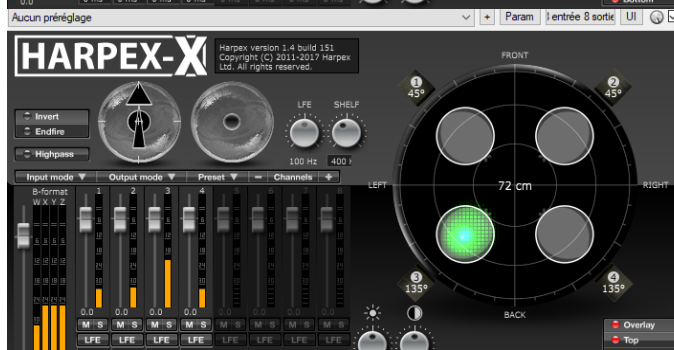 0.0
Bottom
Aucun préréglage
+ Param
entrée 8 sortie
UI
HARPEX-X
Harpex version 1.4 build 151
Copyright (C) 2011-2017 Harpex
Ltd. All rights reserved.
Invert
Endfire
Highpass
LFE SHELF
100 Hz 400
Input mode ▼ Output mode ▼ Preset ▼ − Channels +
B-format
W X Y Z
1 2 3 4 5 6 7 8
0.0 0.0 0.0 0.0
M S M S M S M S M S M S M S M S
LFE LFE LFE LFE LFE LFE LFE LFE
FRONT
1
45°
2
45°
LEFT
72 cm
RIGHT
3
135°
4
135°
BACK
Overlay
Top